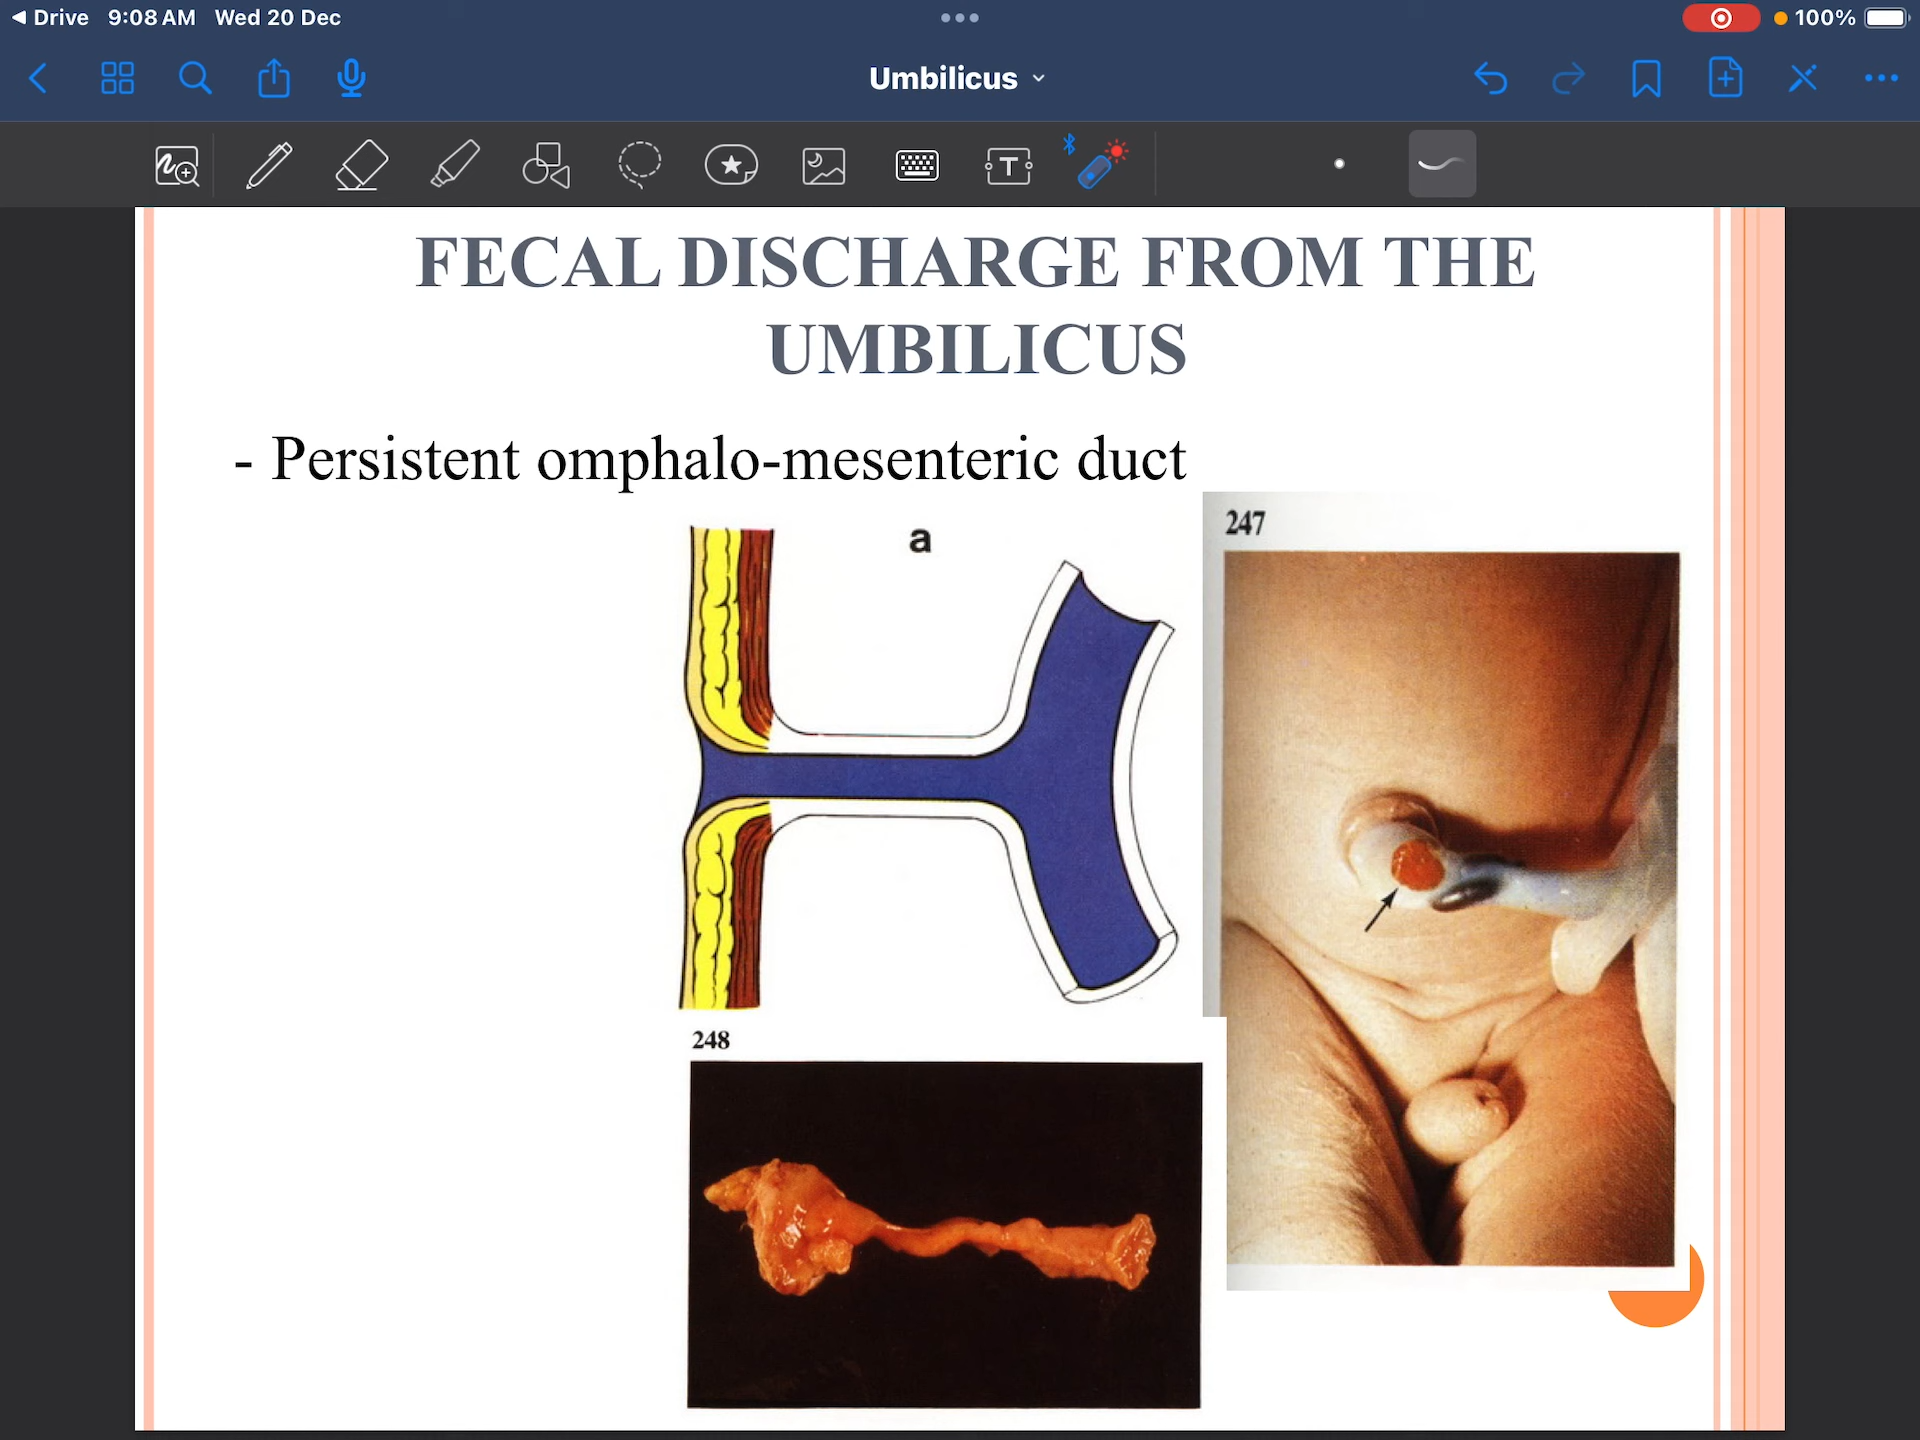 Drive 9:08 AM Wed 20 Dec
100%
Umbilicus
T
FECAL DISCHARGE FROM THE
UMBILICUS
- Persistent omphalo-mesenteric duct
a
247
248